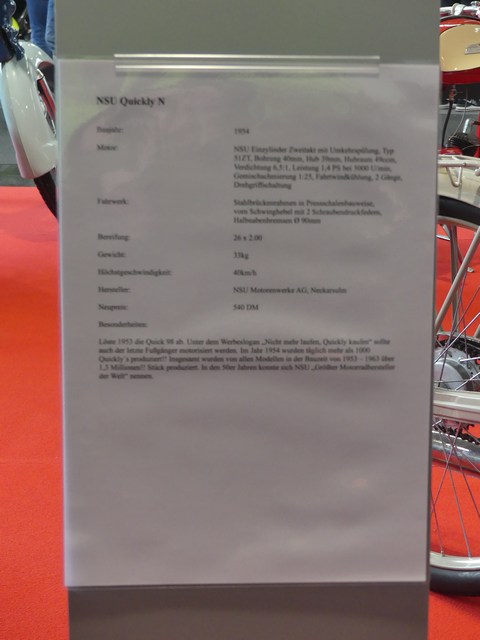 NSU Quickly N
Baujahr: 1954
Motor: NSU Einzylinder Zweitakt mit Umkehrspülung, Typ
51ZT, Bohrung 40mm, Hub 39mm, Hubraum 49ccm,
Verdichtung 6,5:1, Leistung 1,4 PS bei 5000 U/min,
Gemischschmierung 1:25, Fahrtwindkühlung, 2 Gänge,
Drehgriffschaltung
Fahrwerk: Stahlbrückenrahmen in Pressschalenbauweise,
vorn Schwinghebel mit 2 Schraubendruckfedern,
Halbnabenbremsen Ø 90mm
Bereifung: 26 x 2.00
Gewicht: 33kg
Höchstgeschwindigkeit: 40km/h
Hersteller: NSU Motorenwerke AG, Neckarsulm
Neupreis: 540 DM
Besonderheiten:
Löste 1953 die Quick 98 ab. Unter dem Werbeslogan „Nicht mehr laufen, Quickly kaufen“ sollte
auch der letzte Fußgänger motorisiert werden. Im Jahr 1954 wurden täglich mehr als 1000
Quickly´s produziert!! Insgesamt wurden von allen Modellen in der Bauzeit von 1953 - 1963 über
1,3 Millionen!! Stück produziert. In den 50er Jahren konnte sich NSU „Größter Motorradhersteller
der Welt“ nennen.